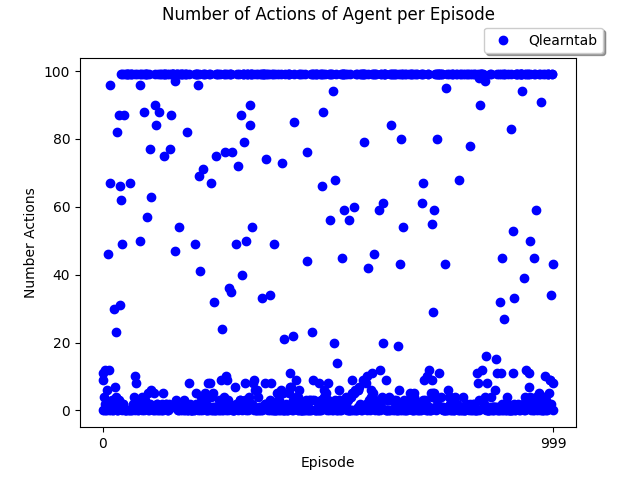 Number of Actions of Agent per Episode
Qlearntab
100
80
60
40
20
0
Number Actions
0 999
Episode